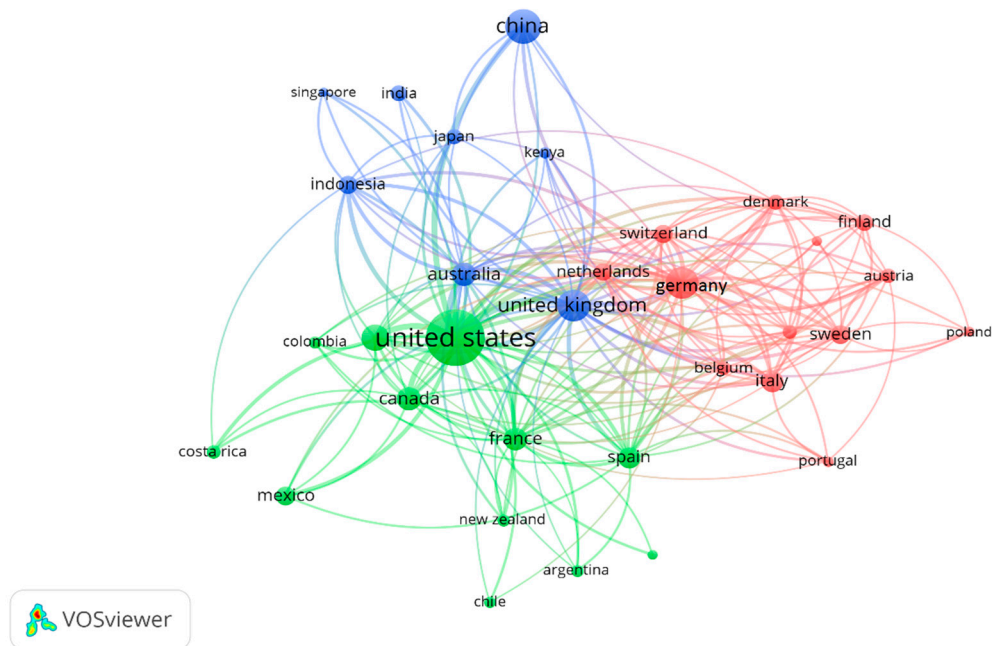 china
singapore
india
japan
kenya
indonesia
denmark
finland
switzerland
australia
netherlands
germany
austria
united kingdom
united states
colombia
sweden
poland
belgium
italy
canada
france
spain
costa rica
portugal
mexico
new zealand
argentina
chile
VOSviewer